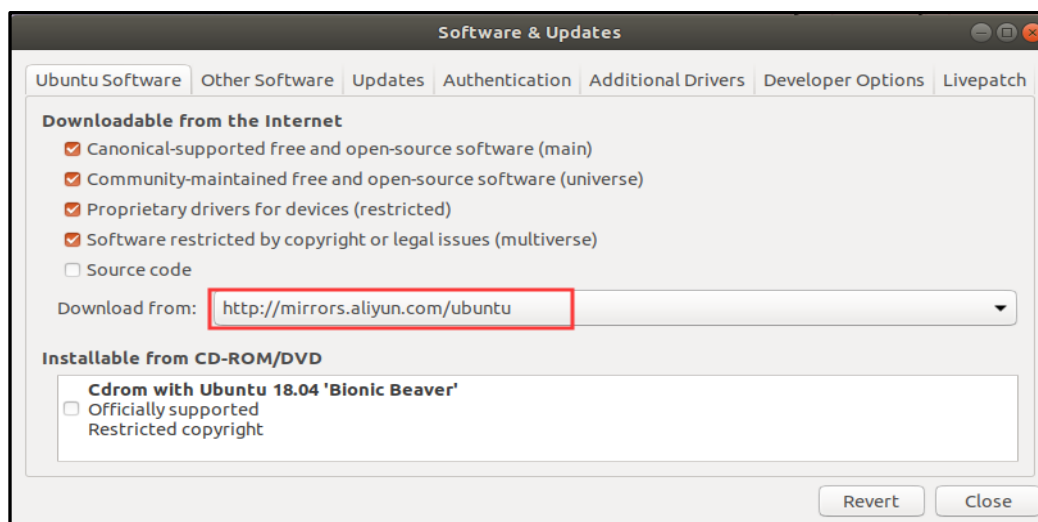 Software & Updates
Ubuntu Software Other Software Updates Authentication Additional Drivers Developer Options Livepatch
Downloadable from the Internet
Canonical-supported free and open-source software (main)
Community-maintained free and open-source software (universe)
Proprietary drivers for devices (restricted)
Software restricted by copyright or legal issues (multiverse)
Source code
Download from: http://mirrors.aliyun.com/ubuntu
Installable from CD-ROM/DVD
Cdrom with Ubuntu 18.04 'Bionic Beaver'
Officially supported
Restricted copyright
Revert Close